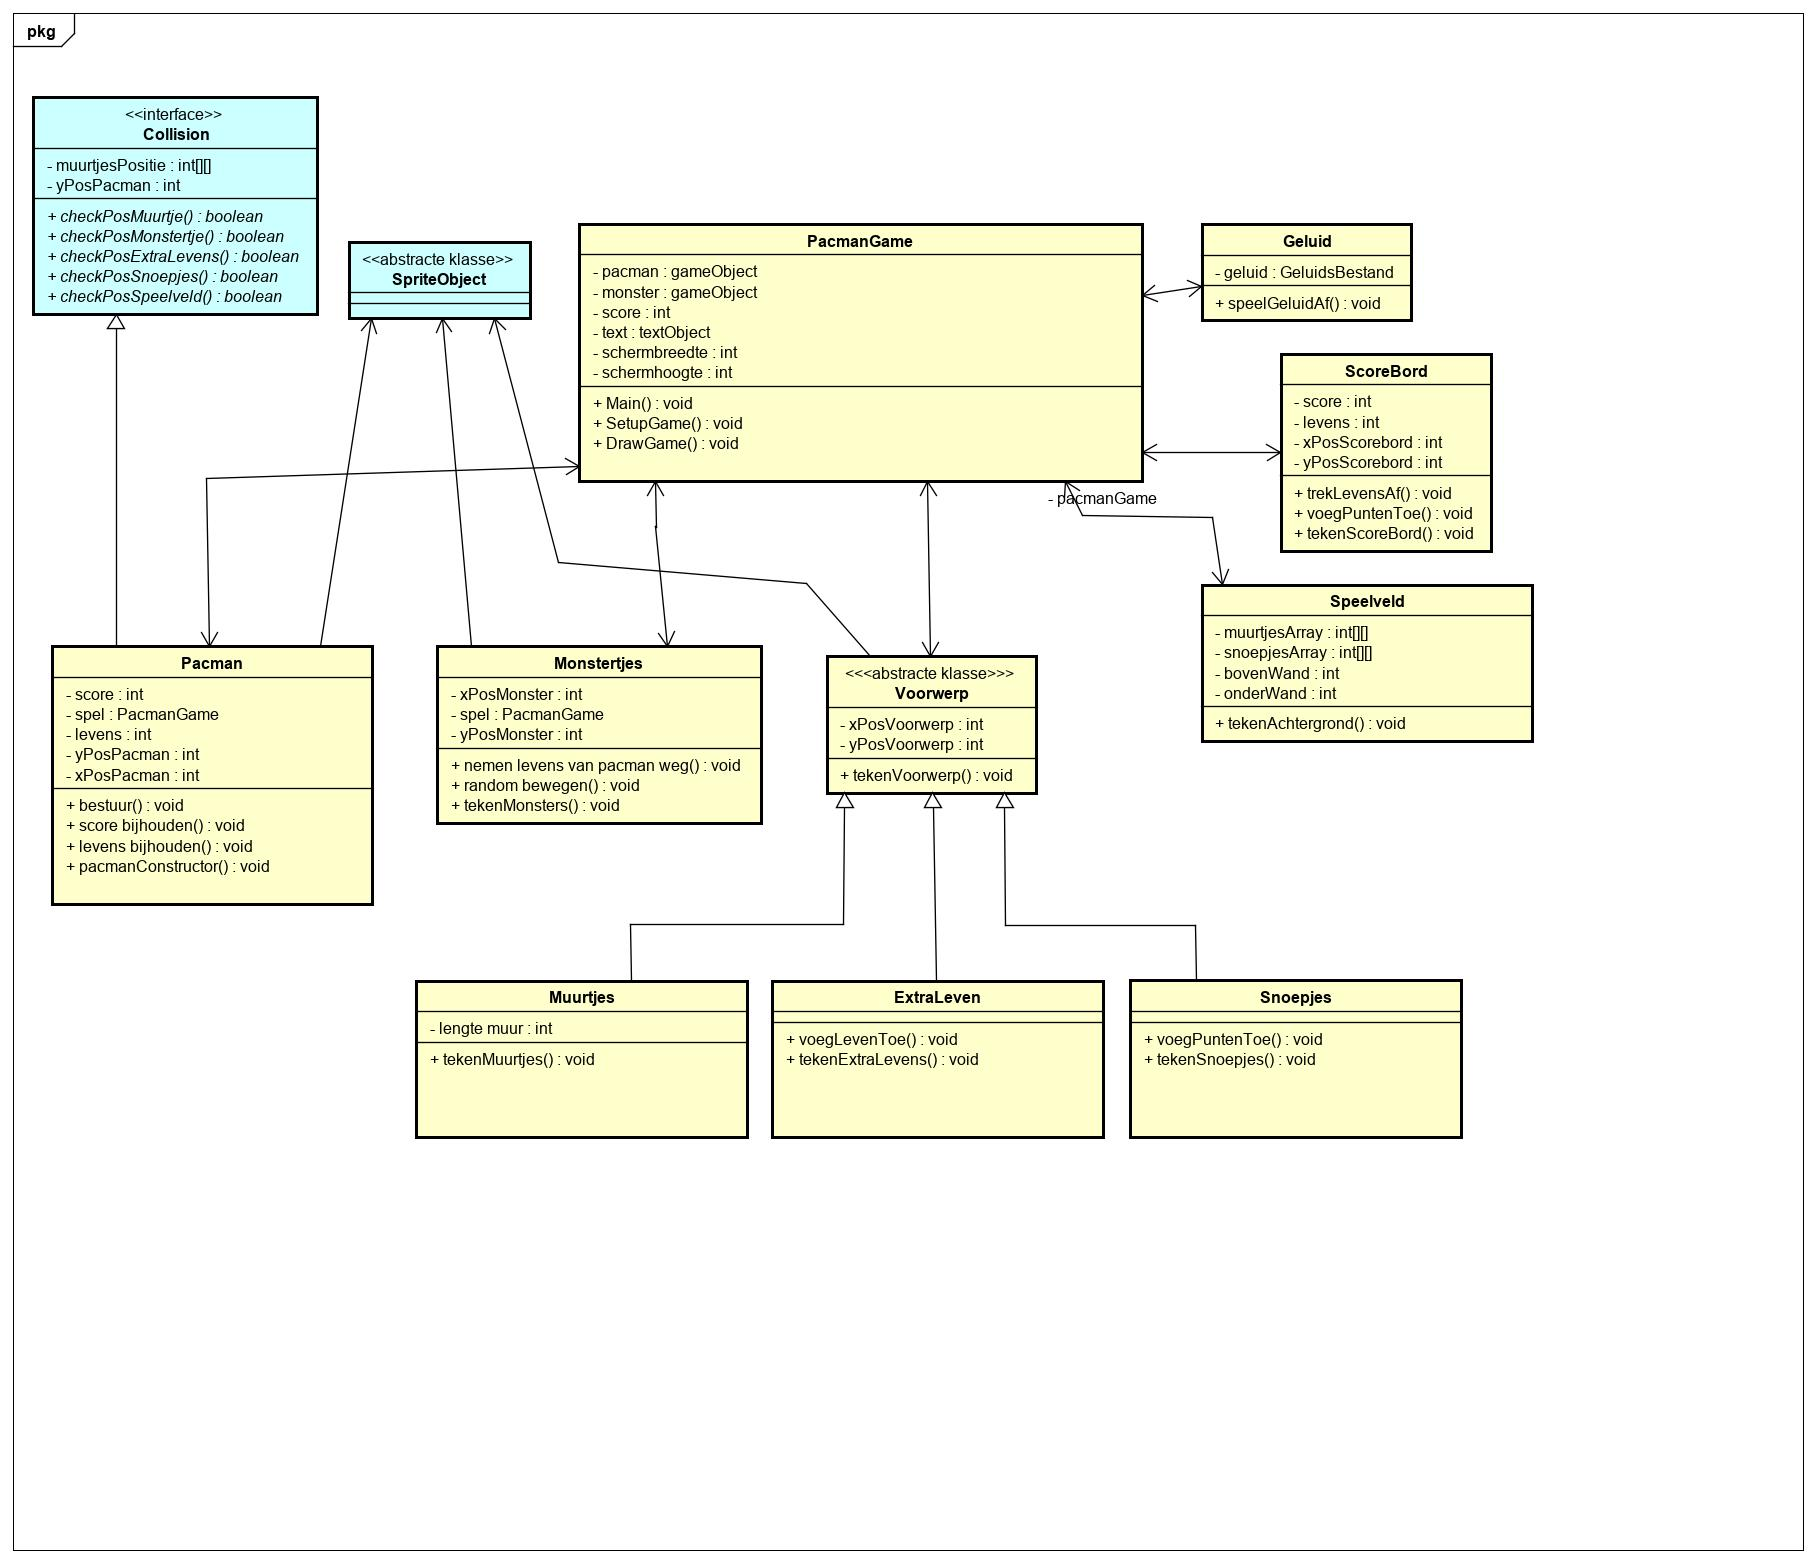 pkg
<<interface>>
Collision
- muurtjesPositie : int[][]
- yPosPacman : int
+ checkPosMuurtje() : boolean
+ checkPosMonstertje() : boolean
+ checkPosExtraLevens() : boolean
+ checkPosSnoepjes() : boolean
+ checkPosSpeelveld() : boolean
<<abstracte klasse>>
SpriteObject
PacmanGame
- pacman : gameObject
- monster : gameObject
- score : int
- text : textObject
- schermbreedte : int
- schermhoogte : int
+ Main() : void
+ SetupGame() : void
+ DrawGame() : void
- pacmanGame
Geluid
- geluid : GeluidsBestand
+ speelGeluidAf() : void
ScoreBord
- score : int
- levens : int
- xPosScorebord : int
- yPosScorebord : int
+ trekLevensAf() : void
+ voegPuntenToe() : void
+ tekenScoreBord() : void
Speelveld
- muurtjesArray : int[][]
- snoepjesArray : int[][]
- bovenWand : int
- onderWand : int
+ tekenAchtergrond() : void
Pacman
- score : int
- spel : PacmanGame
- levens : int
- yPosPacman : int
- xPosPacman : int
+ bestuur() : void
+ score bijhouden() : void
+ levens bijhouden() : void
+ pacmanConstructor() : void
Monstertjes
- xPosMonster : int
- spel : PacmanGame
- yPosMonster : int
+ nemen levens van pacman weg() : void
+ random bewegen() : void
+ tekenMonsters() : void
<<<abstracte klasse>>>
Voorwerp
- xPosVoorwerp : int
- yPosVoorwerp : int
+ tekenVoorwerp() : void
Muurtjes
- lengte muur : int
+ tekenMuurtjes() : void
ExtraLeven
+ voegLevenToe() : void
+ tekenExtraLevens() : void
Snoepjes
+ voegPuntenToe() : void
+ tekenSnoepjes() : void